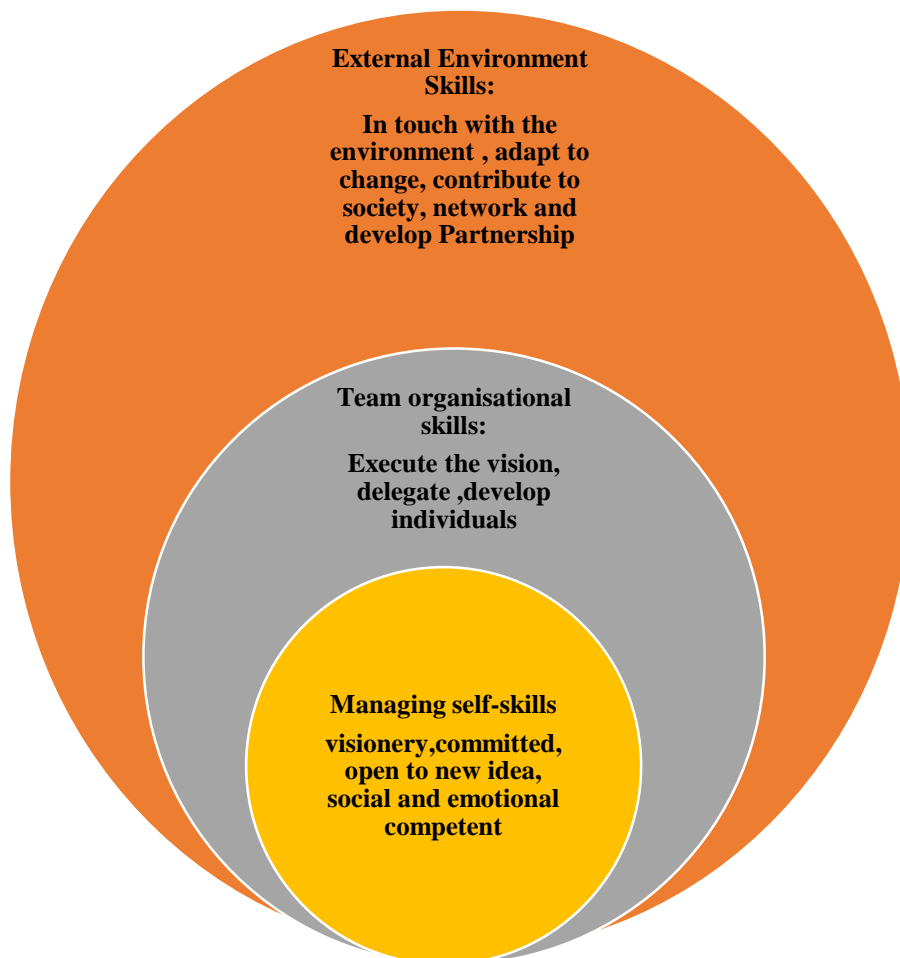 External Environment
Skills:
In touch with the
environment , adapt to
change, contribute to
society, network and
develop Partnership
Team organisational
skills:
Execute the vision,
delegate ,develop
individuals
Managing self-skills
visionery,committed,
open to new idea,
social and emotional
competent